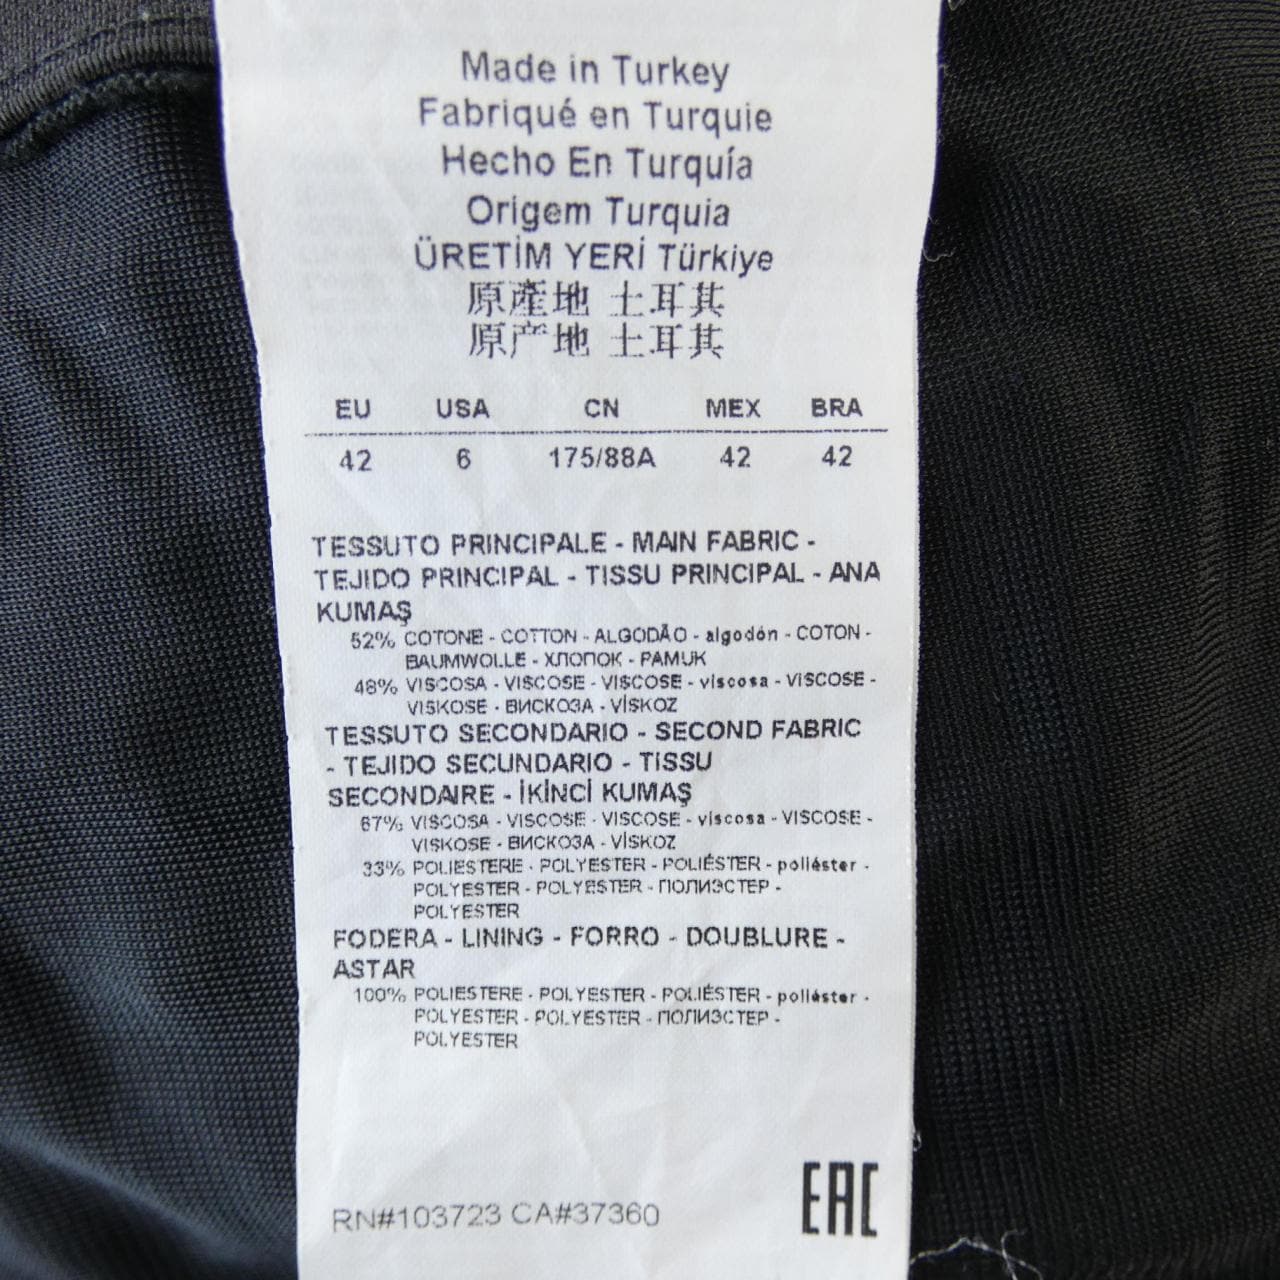 Made in Turkey
Fabriqué en Turquie
Hecho En Turquía
Origem Turquia
ÜRETİM YERİ Türkiye
原產地 土耳其
原产地 土耳其
EU USA CN MEX BRA
42 6 175/88A 42 42
TESSUTO PRINCIPALE - MAIN FABRIC -
TEJIDO PRINCIPAL - TISSU PRINCIPAL - ANA
KUMAŞ
52% COTONE - COTTON - ALGODÃO - algodón - COTON -
BAUMWOLLE - ХЛОПОК - PAMUK
48% VISCOSA - VISCOSE - VISCOSE - viscosa - VISCOSE -
VISKOSE - ВИСКОЗА - VİSKOZ
TESSUTO SECONDARIO - SECOND FABRIC
- TEJIDO SECUNDARIO - TISSU
SECONDAIRE - İKİNCİ KUMAŞ
67% VISCOSA - VISCOSE - VISCOSE - viscosa - VISCOSE -
VISKOSE - ВИСКОЗА - VİSKOZ
33% POLIESTERE - POLYESTER - POLIÉSTER - poliéster -
POLYESTER - POLYESTER - ПОЛИЭСТЕР -
POLYESTER
FODERA - LINING - FORRO - DOUBLURE -
ASTAR
100% POLIESTERE - POLYESTER - POLIÉSTER - poliéster -
POLYESTER - POLYESTER - ПОЛИЭСТЕР -
POLYESTER
RN#103723 CA#37360
EAC